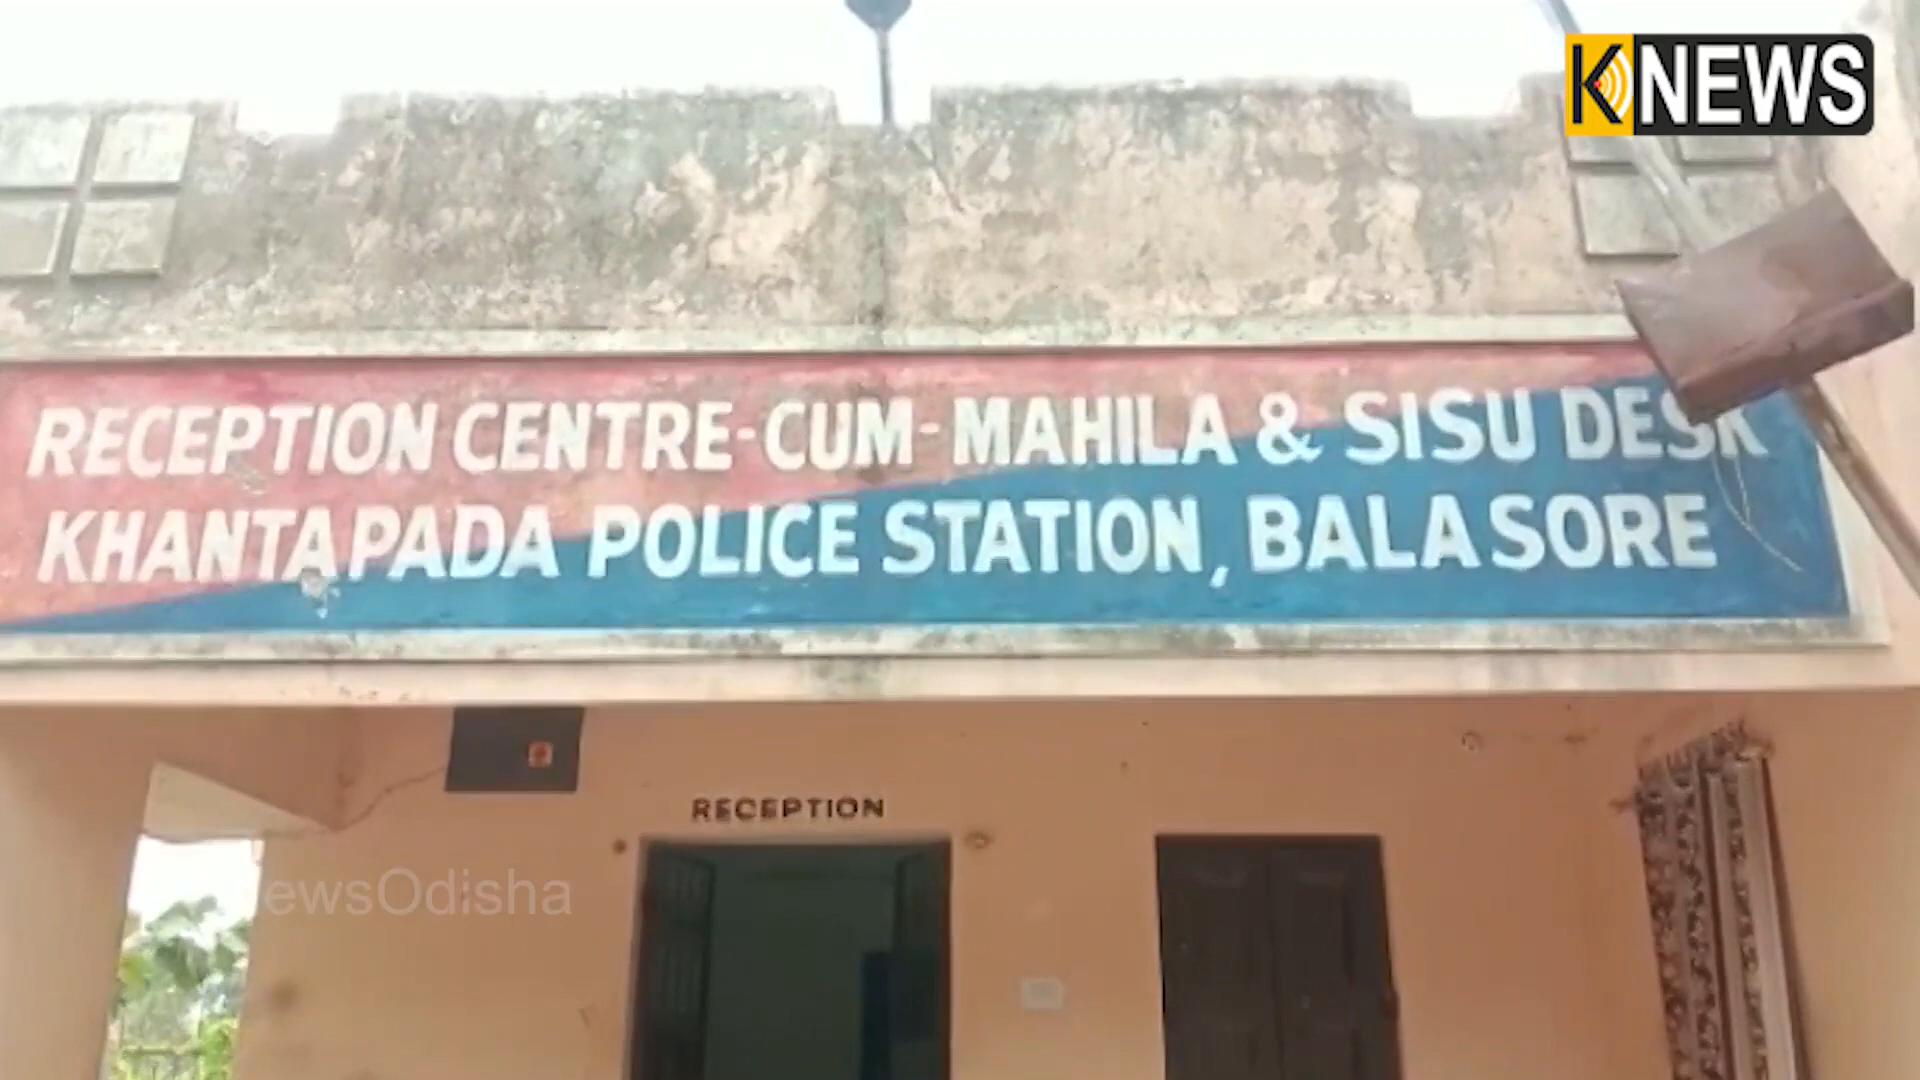 KNEWS
RECEPTION CENTRE-CUM-MAHILA & SISU DESK
KHANTAPADA POLICE STATION, BALASORE
RECEPTION
ewsOdisha